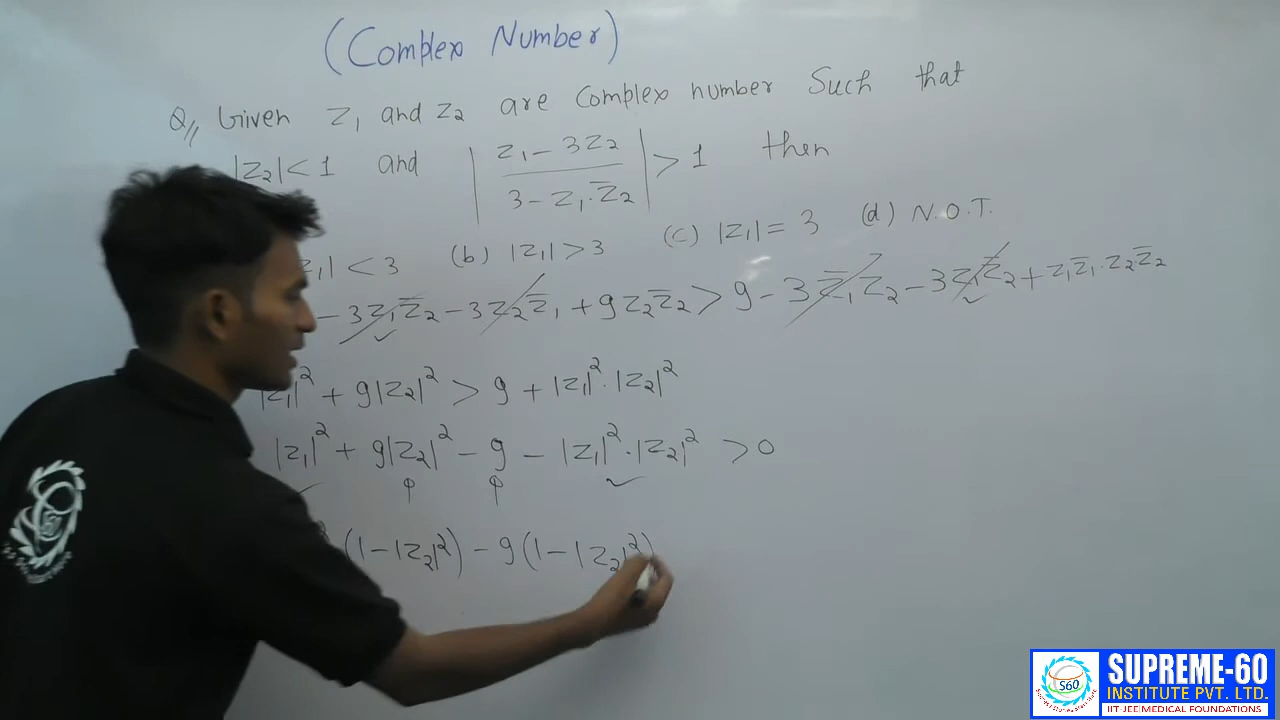 (Complex Number)
Q// Given z₁ and z₂ are Complex number Such that
|z₂| < 1 and | z₁ – 3z₂ / 3 – z₁.z̅₂ | > 1 then
z₁| < 3 (b) |z₁| > 3 (c) |z₁| = 3 (d) N.O.T.
– 3z₁z̅₂ – 3z₂z̅₁ + 9z₂z̅₂ > 9 – 3z̅₁z₂ – 3z₁z̅₂ + z₁z̅₁.z₂z̅₂
|z₁|² + 9|z₂|² > 9 + |z₁|².|z₂|²
|z₁|² + 9|z₂|² – 9 – |z₁|².|z₂|² > 0
(1 – |z₂|²) – 9(1 – |z₂|²)
S60
SUPREME-60
INSTITUTE PVT. LTD.
IIT-JEE|MEDICAL FOUNDATIONS